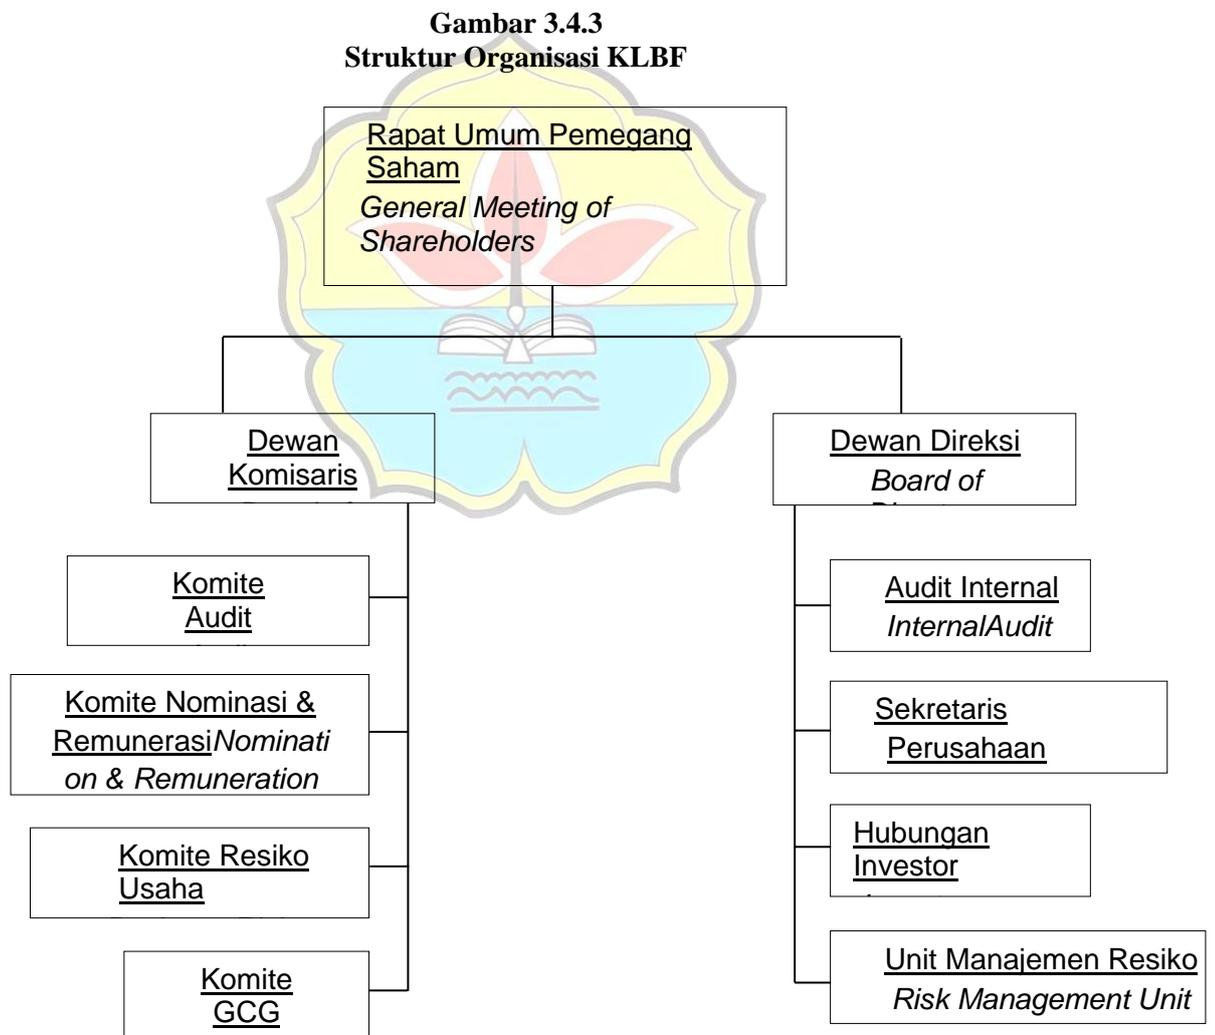 Gambar 3.4.3
Struktur Organisasi KLBF
Rapat Umum Pemegang
Saham
General Meeting of
Shareholders
Dewan
Komisaris
Dewan Direksi
Board of
Komite
Audit
Audit Internal
InternalAudit
Komite Nominasi &
RemunerasiNominati
on & Remuneration
Sekretaris
Perusahaan
Komite Resiko
Usaha
Hubungan
Investor
Komite
GCG
Unit Manajemen Resiko
Risk Management Unit